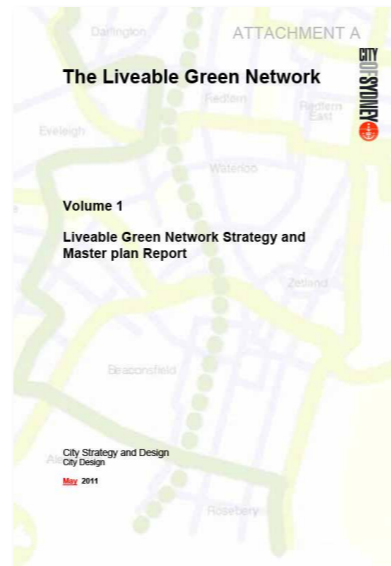 Darlington
ATTACHMENT A
CITY OF SYDNEY
The Liveable Green Network
Redfern
Redfern
East
Eveleigh
Waterloo
Volume 1
Liveable Green Network Strategy and
Master plan Report
Zetland
Beaconsfield
City Strategy and Design
City Design
May 2011
Rosebery